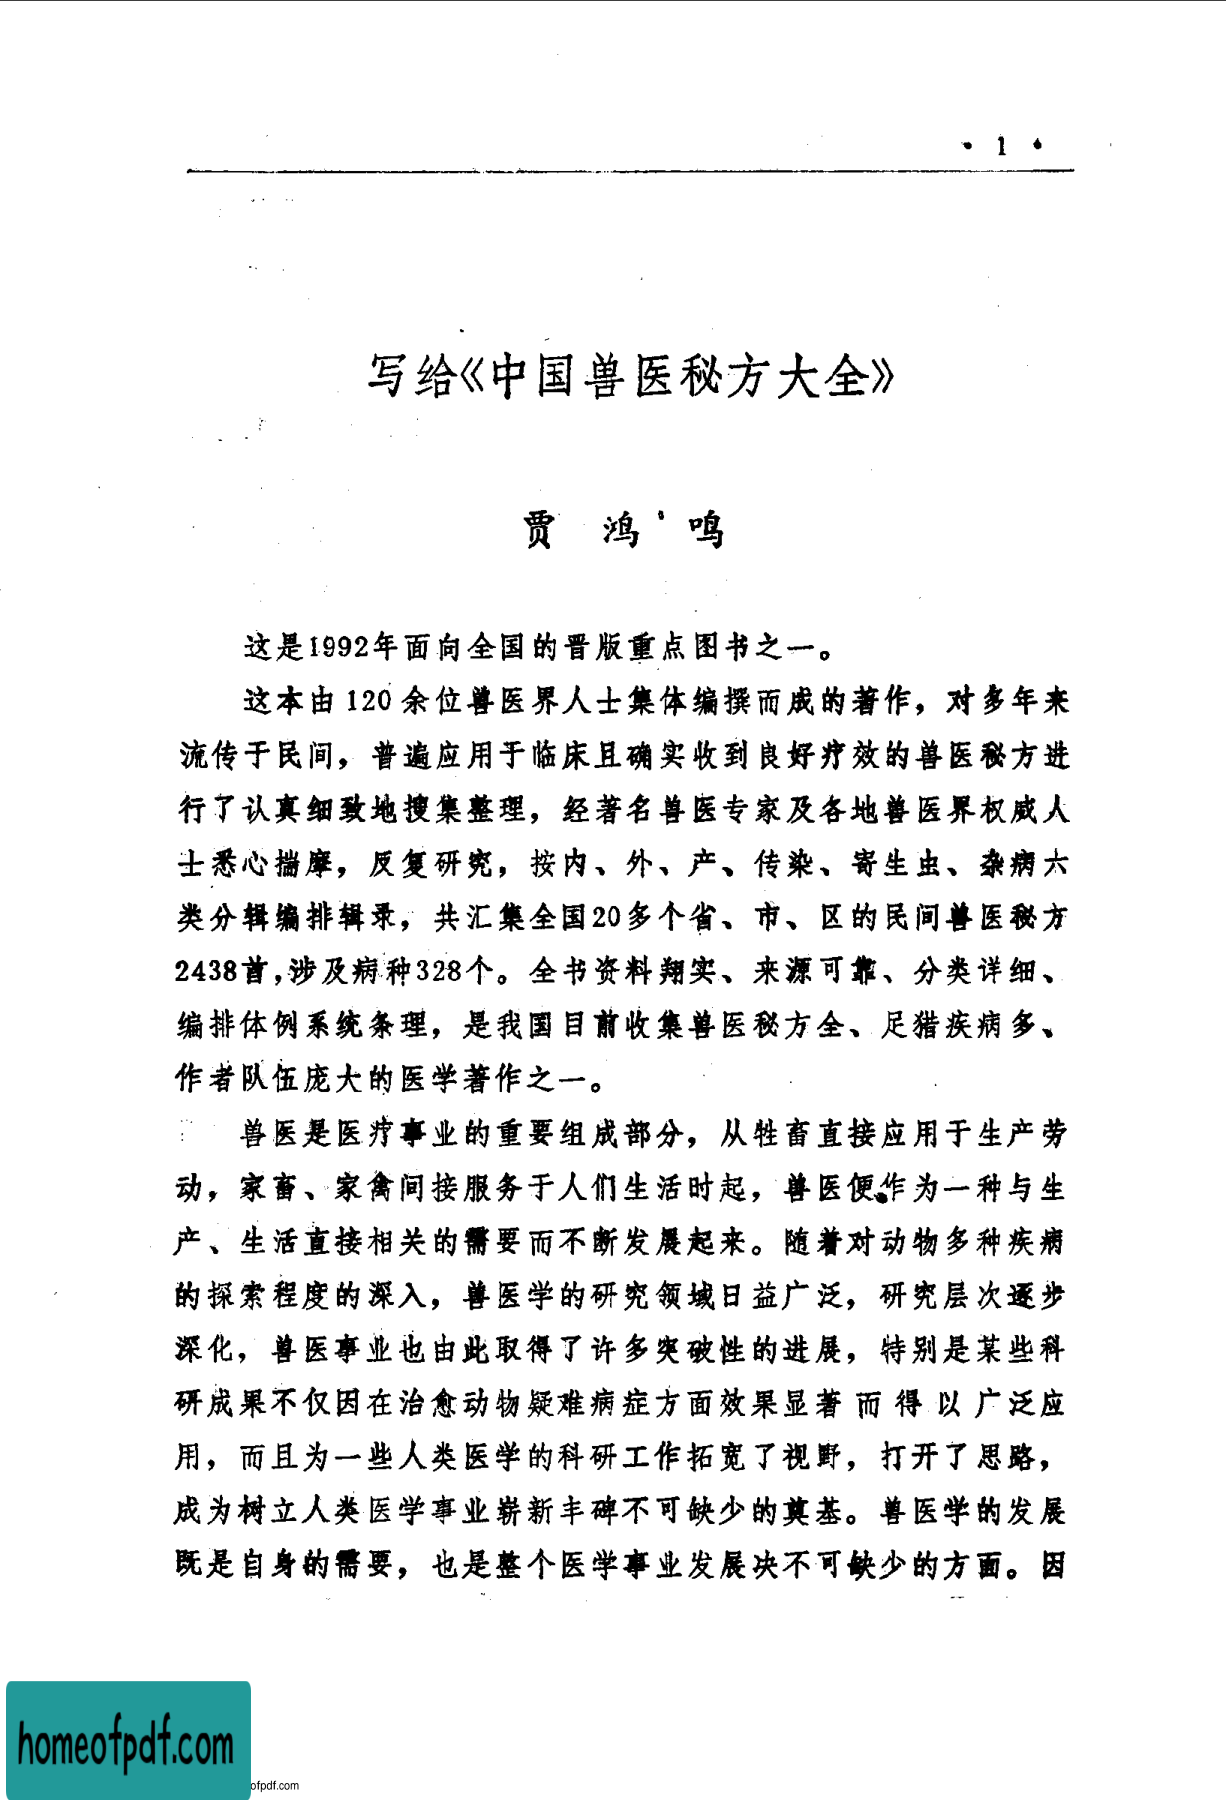 · 1 ·
写给《中国兽医秘方大全》
贾 鸿 鸣
这是1992年面向全国的晋版重点图书之一。
这本由120余位兽医界人士集体编撰而成的著作，对多年来
流传于民间，普遍应用于临床且确实收到良好疗效的兽医秘方进
行了认真细致地搜集整理，经著名兽医专家及各地兽医界权威人
士悉心揣摩，反复研究，按内、外、产、传染、寄生虫、杂病六
类分辑编排辑录，共汇集全国20多个省、市、区的民间兽医秘方
2438首，涉及病种328个。全书资料翔实、来源可靠、分类详细、
编排体例系统条理，是我国目前收集兽医秘方全、足猎疾病多、
作者队伍庞大的医学著作之一。
兽医是医疗事业的重要组成部分，从牲畜直接应用于生产劳
动，家畜、家禽间接服务于人们生活时起，兽医便作为一种与生
产、生活直接相关的需要而不断发展起来。随着对动物多种疾病
的探索程度的深入，兽医学的研究领域日益广泛，研究层次逐步
深化，兽医事业也由此取得了许多突破性的进展，特别是某些科
研成果不仅因在治愈动物疑难病症方面效果显著而得以广泛应
用，而且为一些人类医学的科研工作拓宽了视野，打开了思路，
成为树立人类医学事业崭新丰碑不可缺少的奠基。兽医学的发展
既是自身的需要，也是整个医学事业发展决不可缺少的方面。因
homeofpdf.com
ofpdf.com